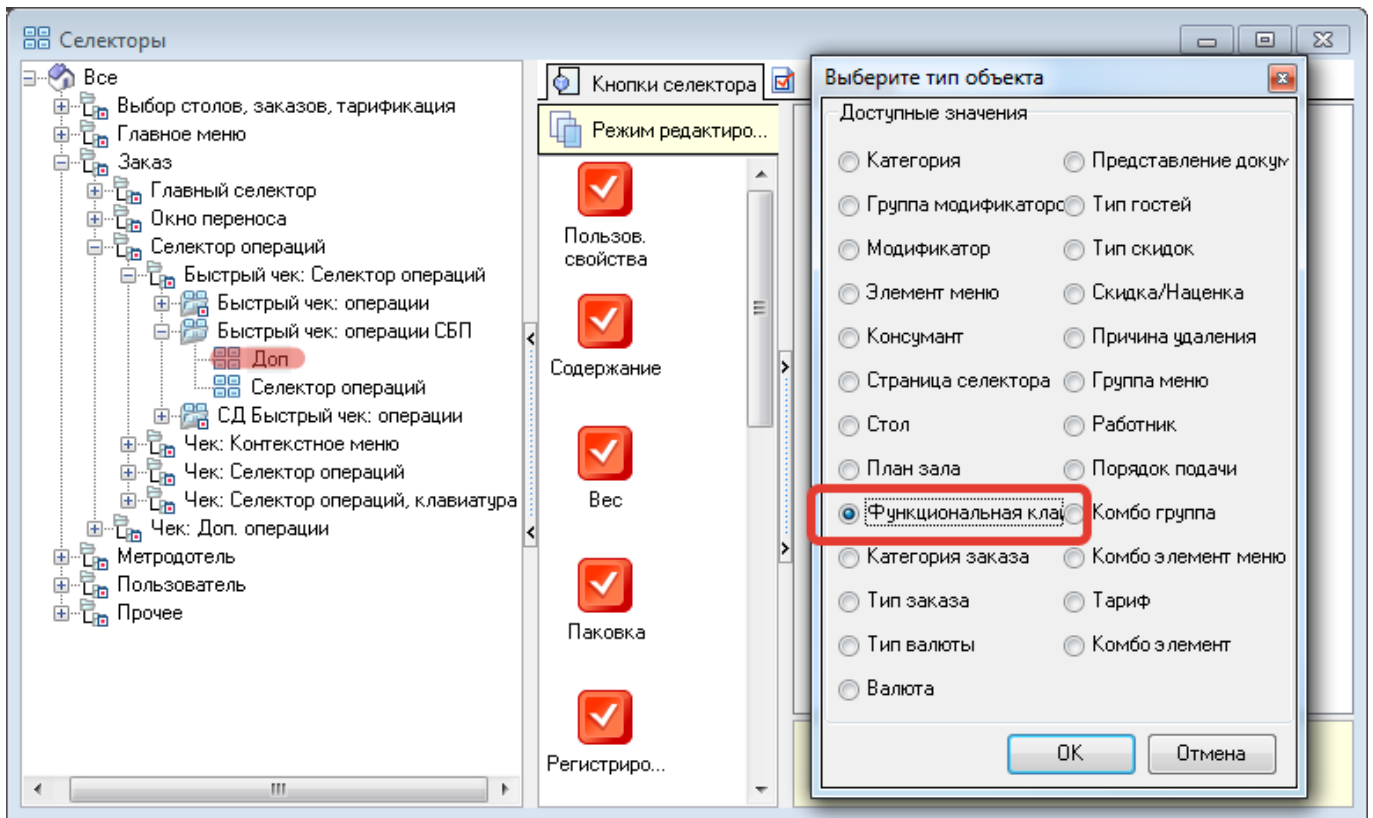 Селекторы
Все
Выбор столов, заказов, тарификация
Главное меню
Заказ
Главный селектор
Окно переноса
Селектор операций
Быстрый чек: Селектор операций
Быстрый чек: операции
Быстрый чек: операции СБП
Доп
Селектор операций
СД Быстрый чек: операции
Чек: Контекстное меню
Чек: Селектор операций
Чек: Селектор операций, клавиатура
Чек: Доп. операции
Метродотель
Пользователь
Прочее
Кнопки селектора
Режим редактиро...
Пользов.
свойства
Содержание
Вес
Паковка
Регистриро...
Выберите тип объекта
Доступные значения
Категория
Группа модификаторо
Модификатор
Элемент меню
Консумант
Страница селектора
Стол
План зала
Функциональная кла
Категория заказа
Тип заказа
Тип валюты
Валюта
Представление докум
Тип гостей
Тип скидок
Скидка/Наценка
Причина удаления
Группа меню
Работник
Порядок подачи
Комбо группа
Комбо элемент меню
Тариф
Комбо элемент
OK
Отмена